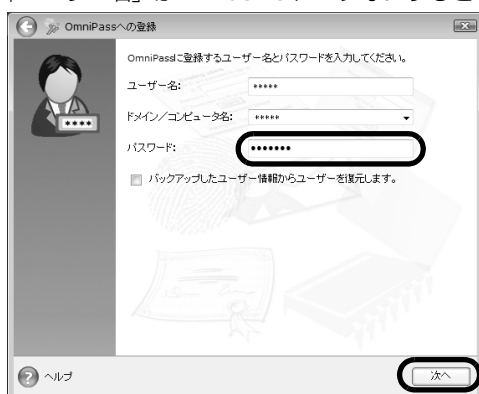 OmniPassへの登録
OmniPassに登録するユーザー名とパスワードを入力してください。
ユーザー名: *****
ドメイン／コンピュータ名: *****
パスワード: •••••••
バックアップしたユーザー情報からユーザーを復元します。
****
ヘルプ
次へ